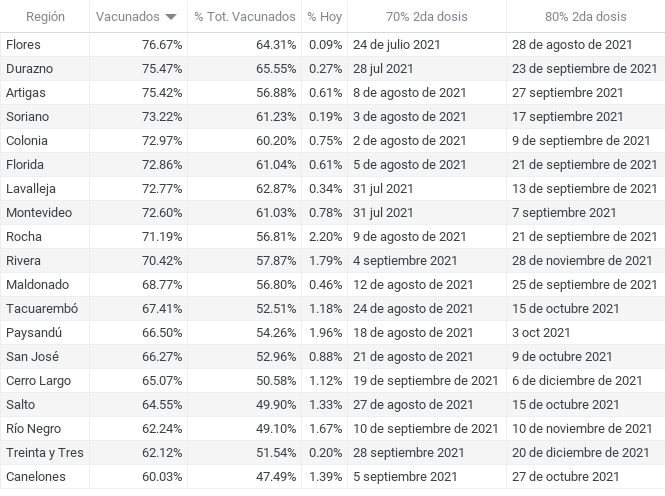 Región Vacunados % Tot. Vacunados % Hoy 70% 2da dosis 80% 2da dosis
Flores 76.67% 64.31% 0.09% 24 de julio 2021 28 de agosto de 2021
Durazno 75.47% 65.55% 0.27% 28 jul 2021 23 de septiembre de 2021
Artigas 75.42% 56.88% 0.61% 8 de agosto de 2021 27 septiembre 2021
Soriano 73.22% 61.23% 0.19% 3 de agosto de 2021 17 septiembre 2021
Colonia 72.97% 60.20% 0.75% 2 de agosto de 2021 9 de septiembre de 2021
Florida 72.86% 61.04% 0.61% 5 de agosto de 2021 21 de septiembre de 2021
Lavalleja 72.77% 62.87% 0.34% 31 jul 2021 13 de septiembre de 2021
Montevideo 72.60% 61.03% 0.78% 31 jul 2021 7 septiembre 2021
Rocha 71.19% 56.81% 2.20% 9 de agosto de 2021 21 de septiembre de 2021
Rivera 70.42% 57.87% 1.79% 4 septiembre 2021 28 de noviembre de 2021
Maldonado 68.77% 56.80% 0.46% 12 de agosto de 2021 25 de septiembre de 2021
Tacuarembó 67.41% 52.51% 1.18% 24 de agosto de 2021 15 de octubre 2021
Paysandú 66.50% 54.26% 1.96% 18 de agosto de 2021 3 oct 2021
San José 66.27% 52.96% 0.88% 21 de agosto de 2021 9 de octubre 2021
Cerro Largo 65.07% 50.58% 1.12% 19 de septiembre de 2021 6 de diciembre de 2021
Salto 64.55% 49.90% 1.33% 27 de agosto de 2021 15 de octubre 2021
Río Negro 62.24% 49.10% 1.67% 10 de septiembre de 2021 10 de noviembre de 2021
Treinta y Tres 62.12% 51.54% 0.20% 28 septiembre 2021 20 de diciembre de 2021
Canelones 60.03% 47.49% 1.39% 5 septiembre 2021 27 de octubre 2021